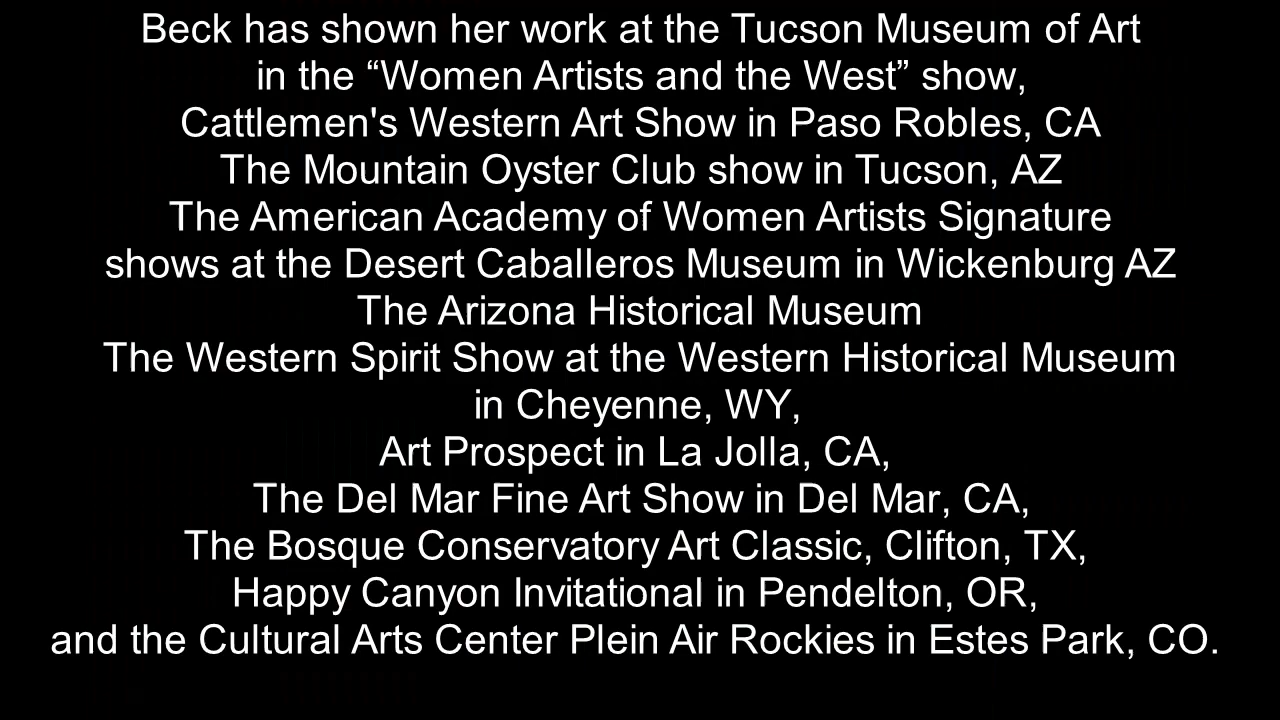 Beck has shown her work at the Tucson Museum of Art
in the “Women Artists and the West” show,
Cattlemen's Western Art Show in Paso Robles, CA
The Mountain Oyster Club show in Tucson, AZ
The American Academy of Women Artists Signature
shows at the Desert Caballeros Museum in Wickenburg AZ
The Arizona Historical Museum
The Western Spirit Show at the Western Historical Museum
in Cheyenne, WY,
Art Prospect in La Jolla, CA,
The Del Mar Fine Art Show in Del Mar, CA,
The Bosque Conservatory Art Classic, Clifton, TX,
Happy Canyon Invitational in Pendelton, OR,
and the Cultural Arts Center Plein Air Rockies in Estes Park, CO.